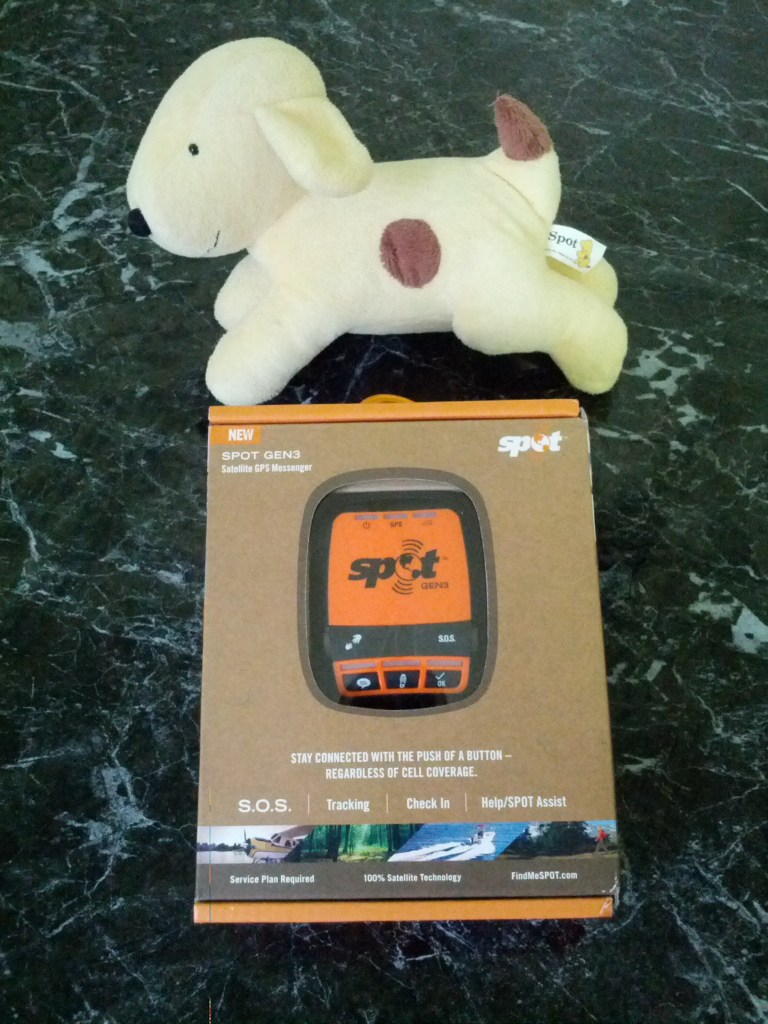 Spot
NEW
spot
SPOT GEN3
Satellite GPS Messenger
GPS
spot
GEN3
S.O.S.
OK
STAY CONNECTED WITH THE PUSH OF A BUTTON –
REGARDLESS OF CELL COVERAGE.
S.O.S. Tracking Check In Help/SPOT Assist
Service Plan Required 100% Satellite Technology FindMeSPOT.com